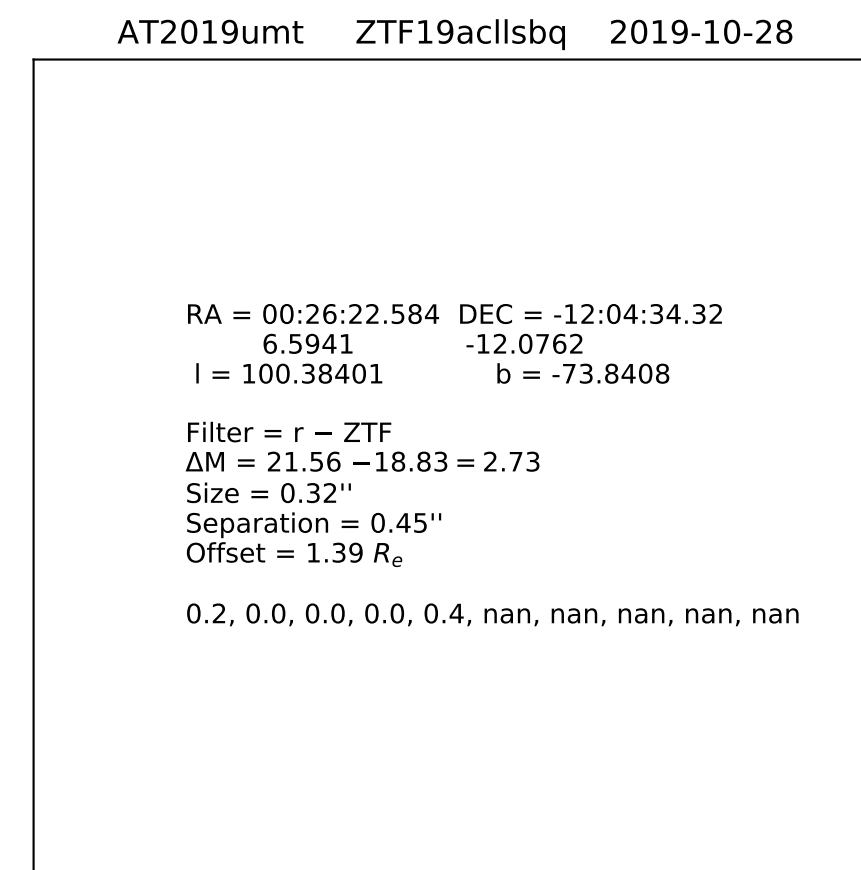 AT2019umt ZTF19acllsbq 2019-10-28
RA = 00:26:22.584 DEC = -12:04:34.32
6.5941 -12.0762
l = 100.38401 b = -73.8408
Filter = r − ZTF
ΔM = 21.56 −18.83 = 2.73
Size = 0.32''
Separation = 0.45''
Offset = 1.39 Re
0.2, 0.0, 0.0, 0.0, 0.4, nan, nan, nan, nan, nan